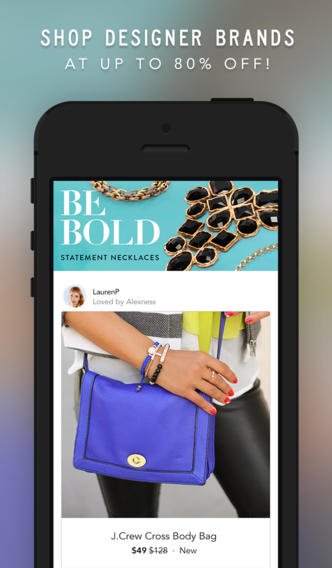 SHOP DESIGNER BRANDS
AT UP TO 80% OFF!
BE
BOLD
STATEMENT NECKLACES
LaurenP
Loved by Alexness
J.Crew Cross Body Bag
$49 $128 · New